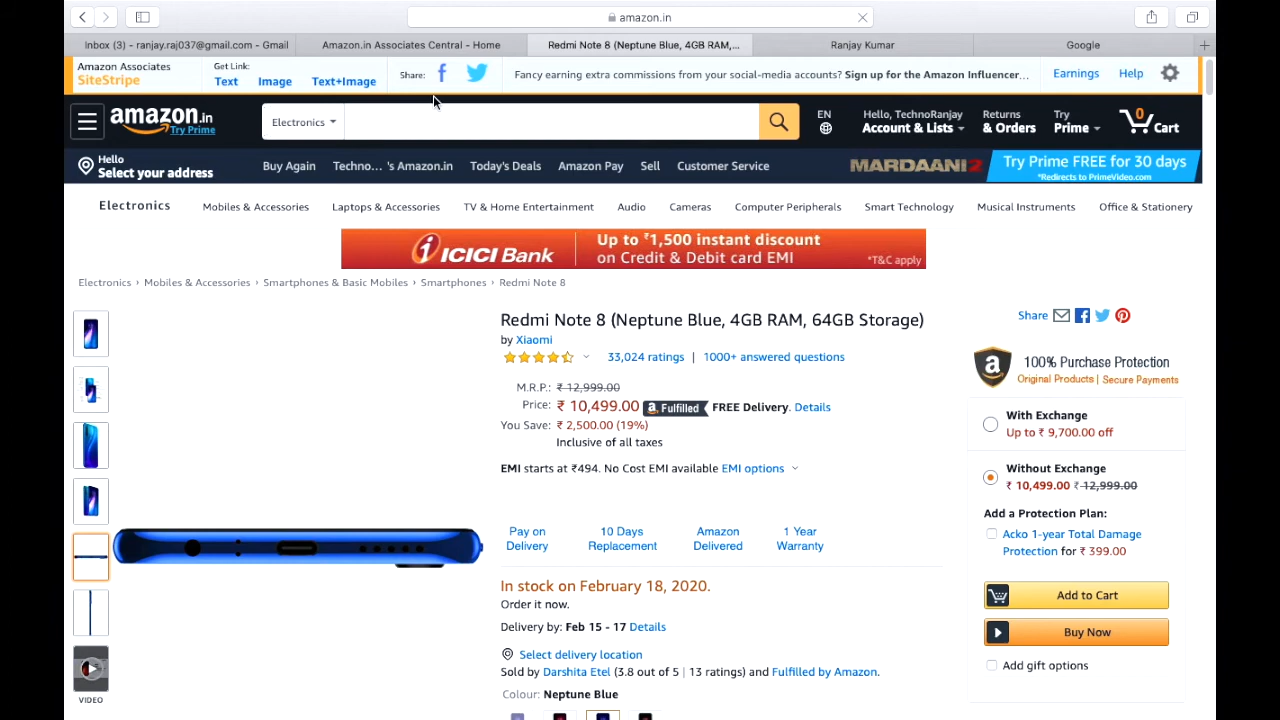 amazon.in
Inbox (3) - ranjay.raj037@gmail.com - Gmail
Amazon.in Associates Central - Home
Redmi Note 8 (Neptune Blue, 4GB RAM,...
Ranjay Kumar
Google
Amazon Associates
SiteStripe
Get Link:
Text
Image
Text+Image
Share:
Fancy earning extra commissions from your social-media accounts? Sign up for the Amazon Influencer...
Earnings
Help
amazon.in
Try Prime
Electronics
EN
Hello, TechnoRanjay
Account & Lists
Returns
& Orders
Try
Prime
0
Cart
Hello
Select your address
Buy Again
Techno... 's Amazon.in
Today's Deals
Amazon Pay
Sell
Customer Service
MARDAANI 2
Try Prime FREE for 30 days
*Redirects to PrimeVideo.com
Electronics
Mobiles & Accessories
Laptops & Accessories
TV & Home Entertainment
Audio
Cameras
Computer Peripherals
Smart Technology
Musical Instruments
Office & Stationery
ICICI Bank
Up to ₹1,500 instant discount
on Credit & Debit card EMI
*T&C apply
Electronics › Mobiles & Accessories › Smartphones & Basic Mobiles › Smartphones › Redmi Note 8
Redmi Note 8 (Neptune Blue, 4GB RAM, 64GB Storage)
by Xiaomi
33,024 ratings | 1000+ answered questions
M.R.P.: ₹ 12,999.00
Price: ₹ 10,499.00 a Fulfilled FREE Delivery. Details
You Save: ₹ 2,500.00 (19%)
Inclusive of all taxes
EMI starts at ₹494. No Cost EMI available EMI options
Pay on
Delivery
10 Days
Replacement
Amazon
Delivered
1 Year
Warranty
In stock on February 18, 2020.
Order it now.
Delivery by: Feb 15 - 17 Details
Select delivery location
Sold by Darshita Etel (3.8 out of 5 | 13 ratings) and Fulfilled by Amazon.
Colour: Neptune Blue
VIDEO
Share
100% Purchase Protection
Original Products | Secure Payments
With Exchange
Up to ₹ 9,700.00 off
Without Exchange
₹ 10,499.00 ₹ 12,999.00
Add a Protection Plan:
Acko 1-year Total Damage
Protection for ₹ 399.00
Add to Cart
Buy Now
Add gift options